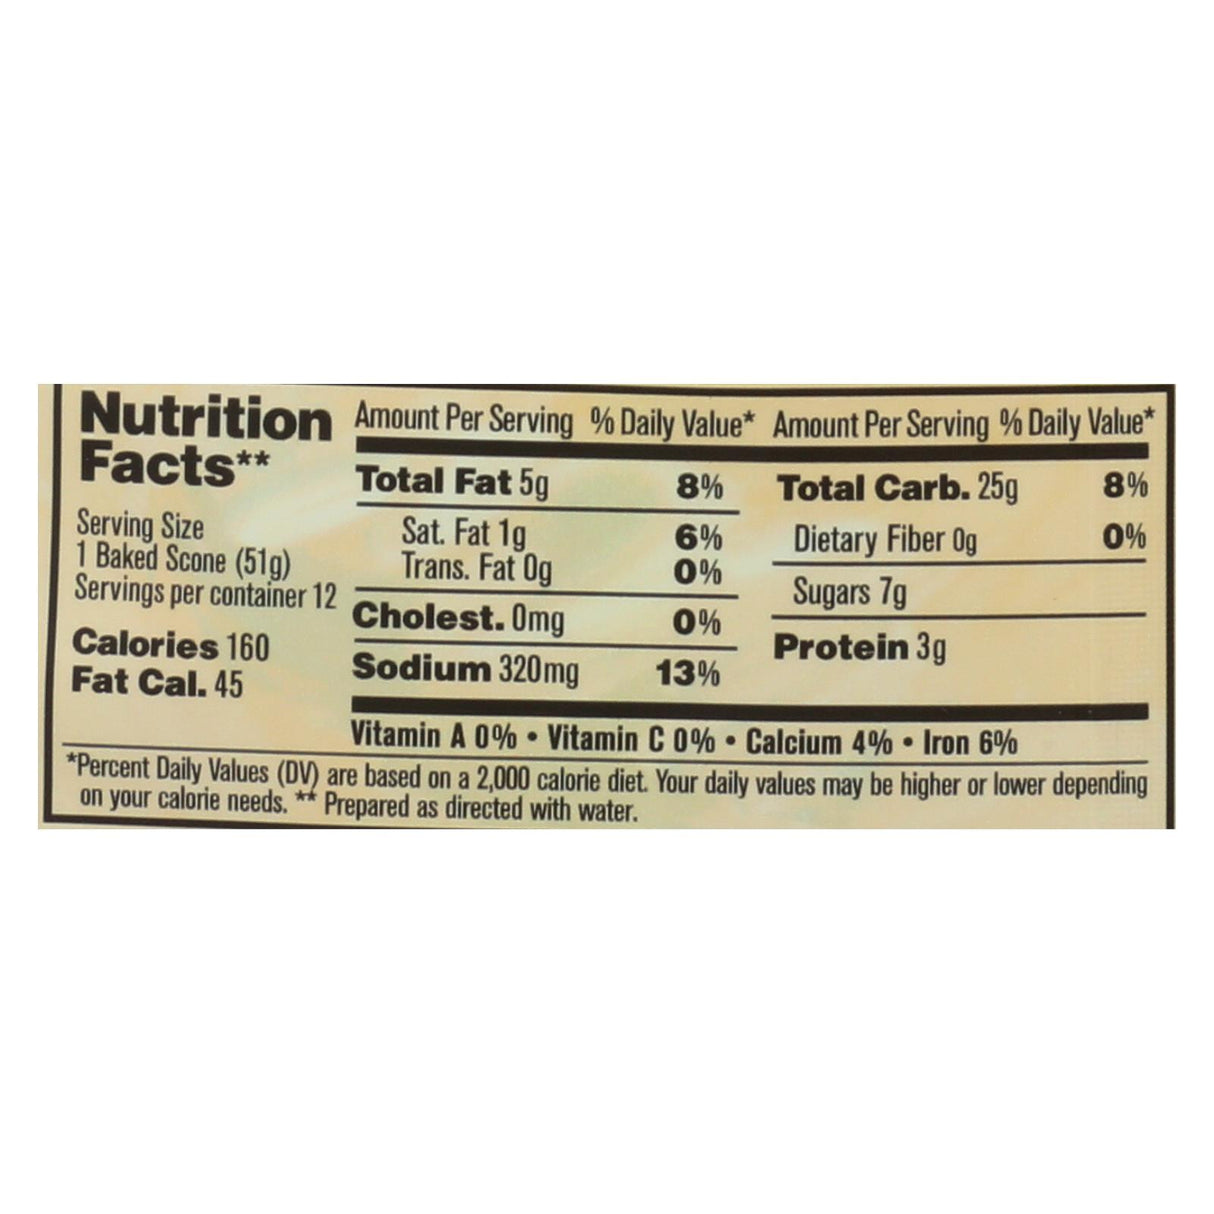 Nutrition
Facts**
Serving Size
1 Baked Scone (51g)
Servings per container 12
Calories 160
Fat Cal. 45
Amount Per Serving % Daily Value*
Total Fat 5g 8%
Sat. Fat 1g 6%
Trans. Fat 0g 0%
Cholest. 0mg 0%
Sodium 320mg 13%
Amount Per Serving % Daily Value*
Total Carb. 25g 8%
Dietary Fiber 0g 0%
Sugars 7g
Protein 3g
Vitamin A 0% • Vitamin C 0% • Calcium 4% • Iron 6%
*Percent Daily Values (DV) are based on a 2,000 calorie diet. Your daily values may be higher or lower depending
on your calorie needs. ** Prepared as directed with water.